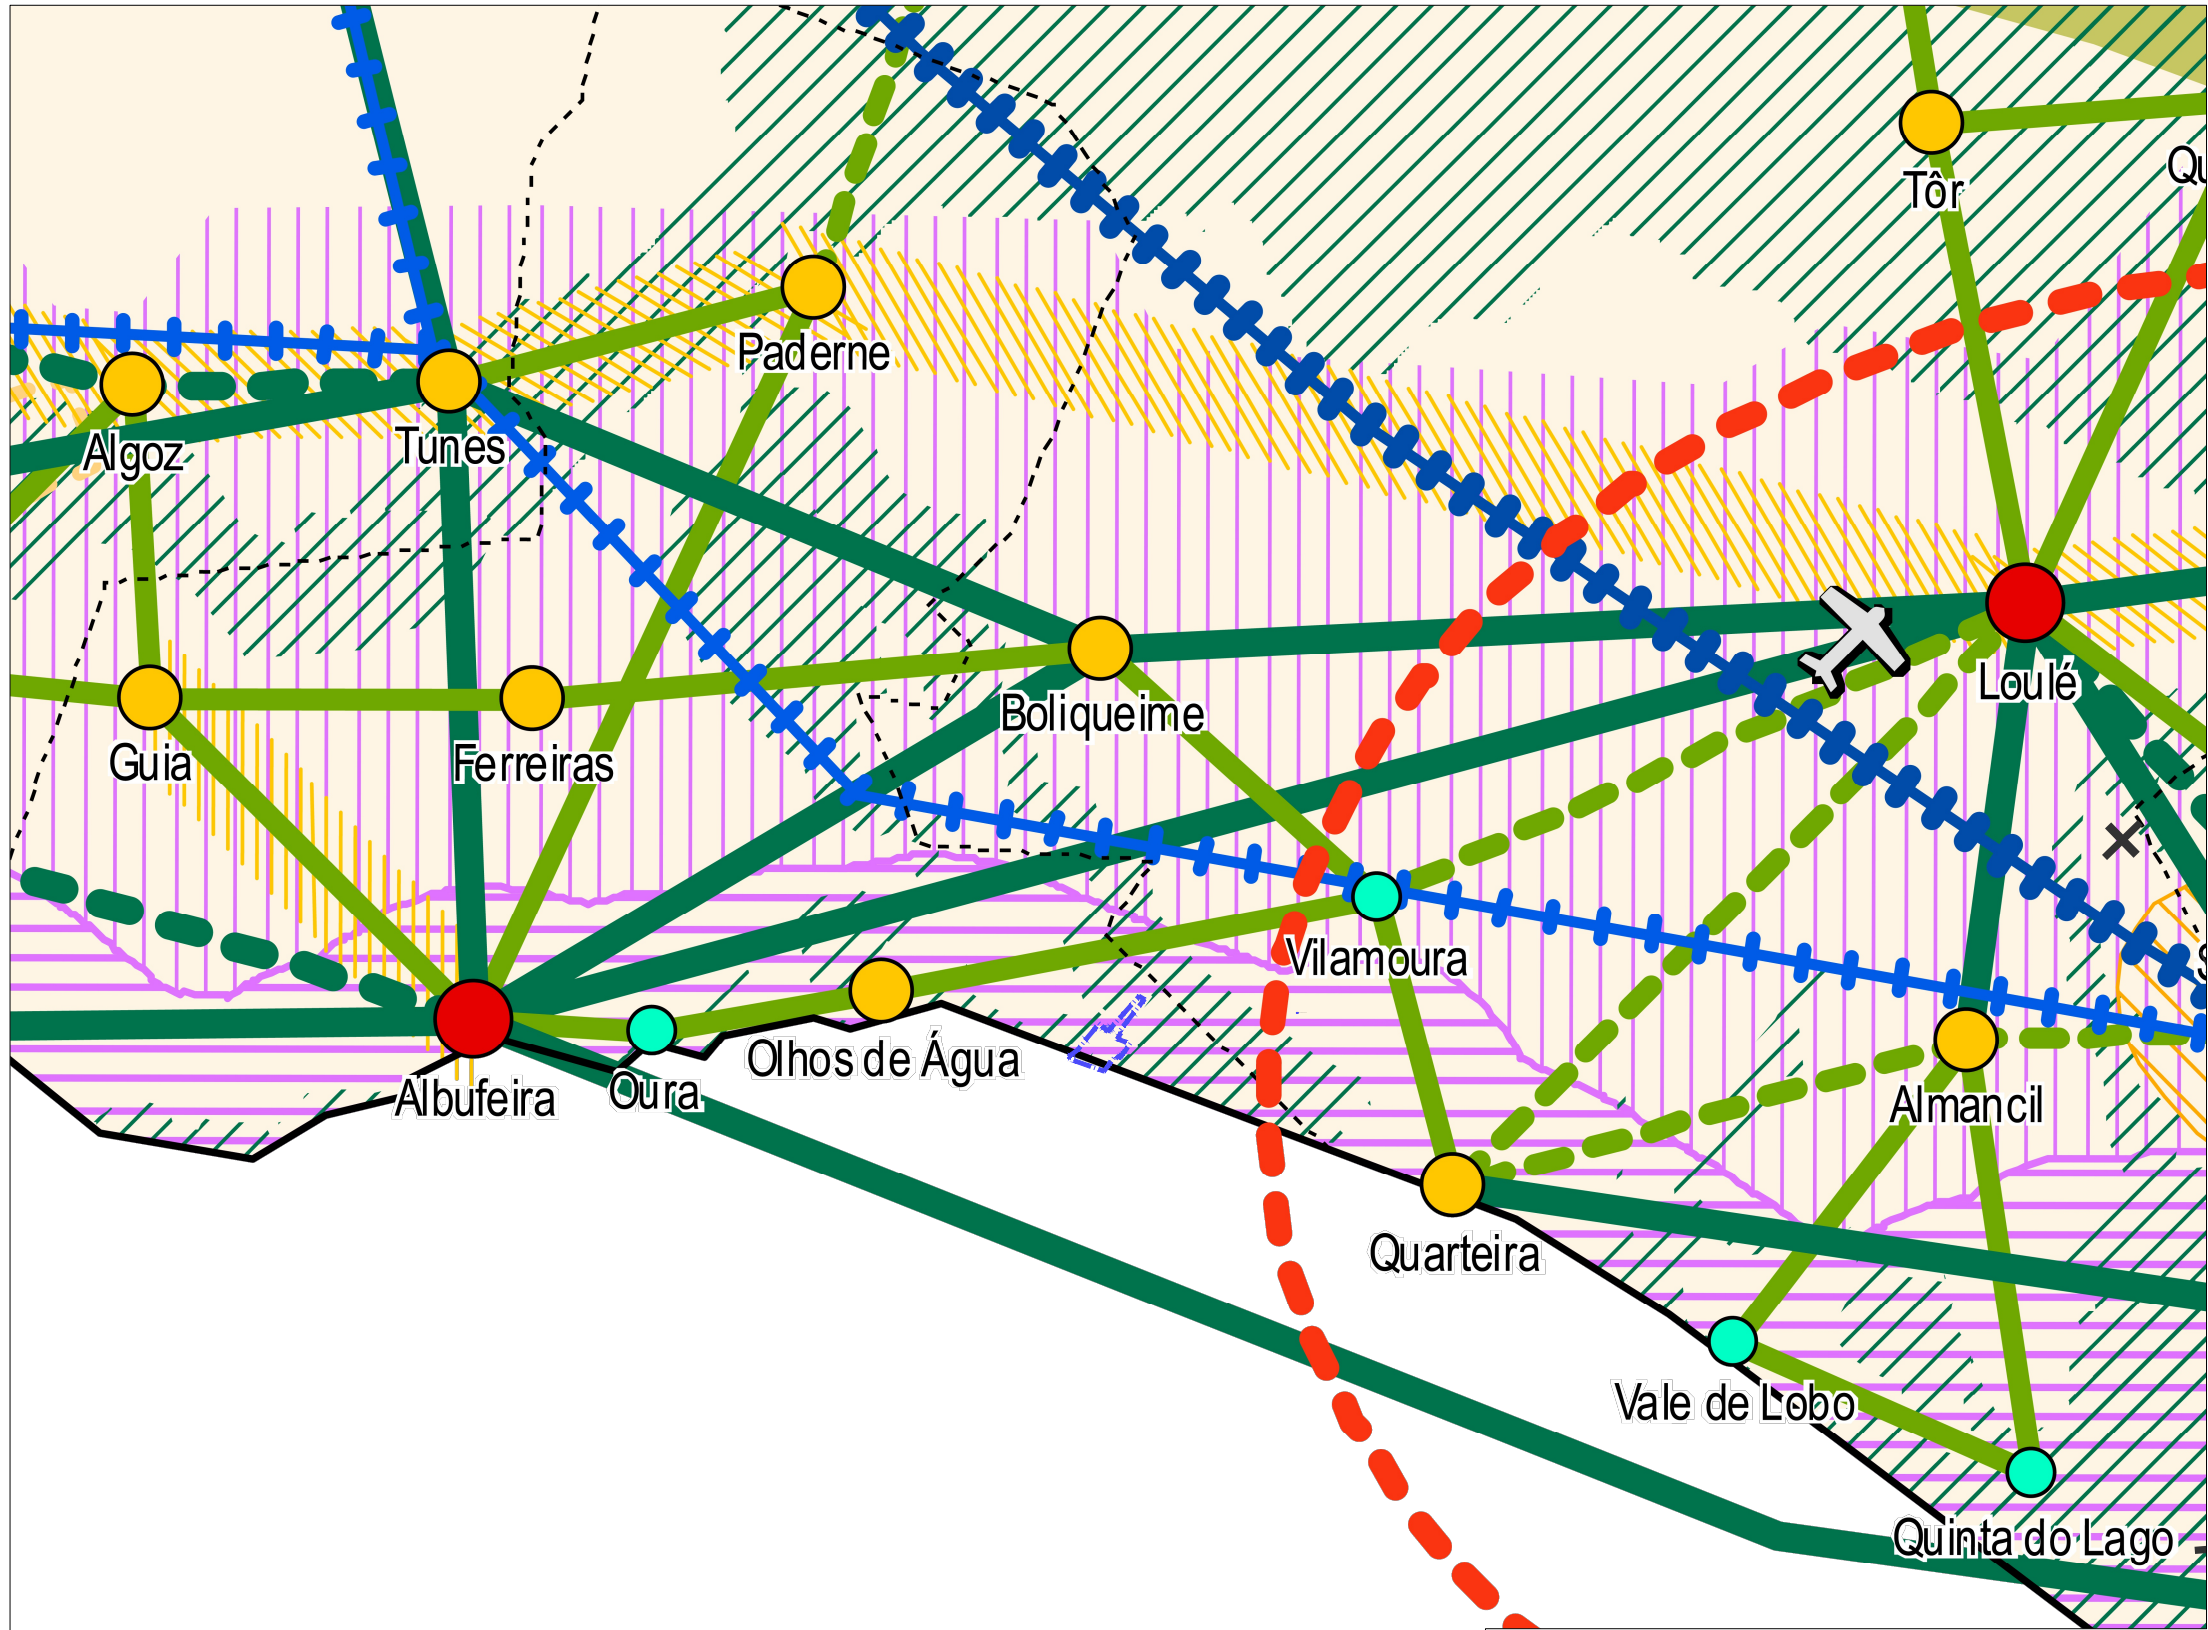 Qu
Tôr
Paderne
Algoz
Tunes
Loulé
Boliqueime
Guia
Ferreiras
Vilamoura
S
Olhos de Água
Albufeira
Oura
Almancil
Quarteira
Vale de Lobo
Quinta do Lago